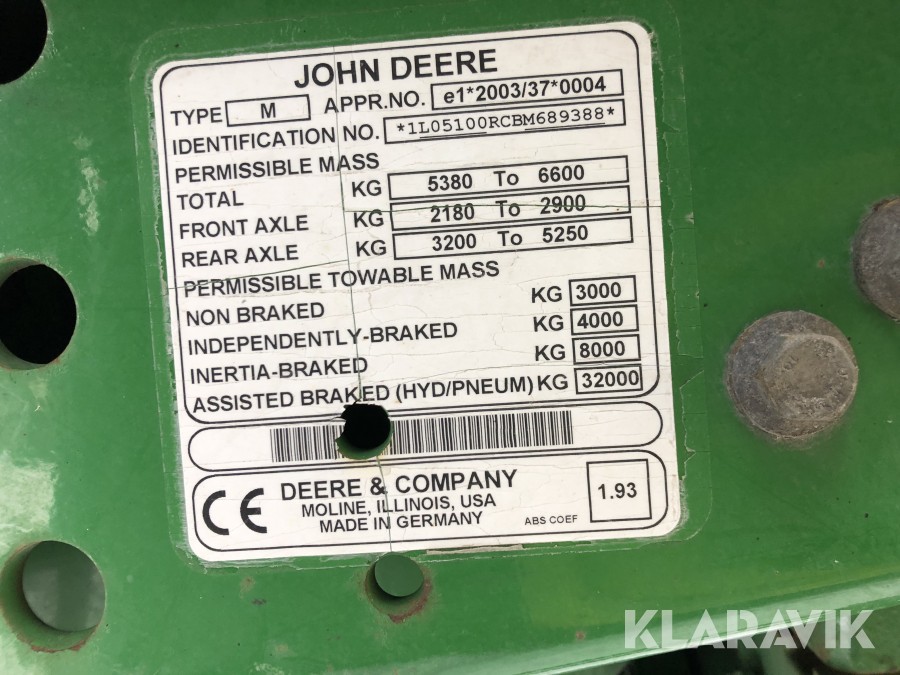 JOHN DEERE
TYPE M APPR.NO. e1*2003/37*0004
IDENTIFICATION NO. *1L05100RCBM689388*
PERMISSIBLE MASS
TOTAL KG 5380 To 6600
FRONT AXLE KG 2180 To 2900
REAR AXLE KG 3200 To 5250
PERMISSIBLE TOWABLE MASS
NON BRAKED KG 3000
INDEPENDENTLY-BRAKED KG 4000
INERTIA-BRAKED KG 8000
ASSISTED BRAKED (HYD/PNEUM) KG 32000
CE DEERE & COMPANY
MOLINE, ILLINOIS, USA
MADE IN GERMANY
ABS COEF 1.93
KLARAVIK